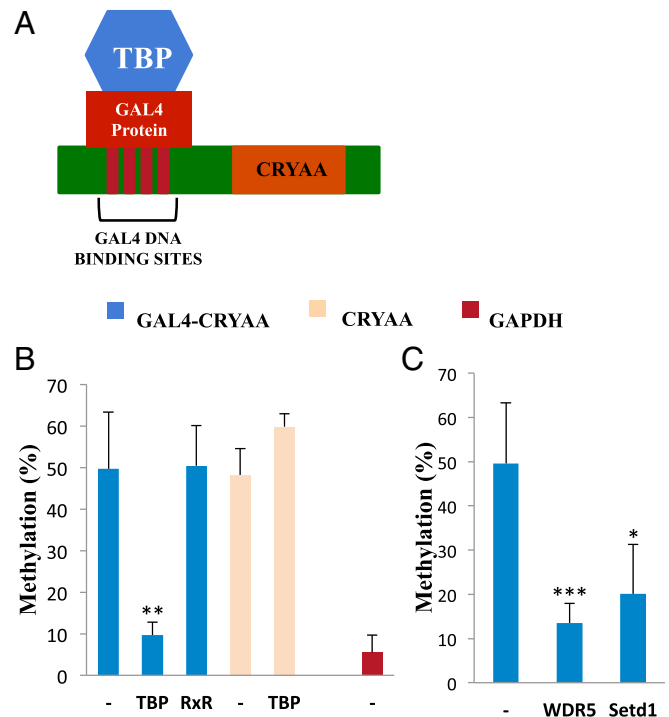 A
TBP
GAL4
Protein
CRYAA
GAL4 DNA
BINDING SITES
GAL4-CRYAA CRYAA GAPDH
B
Methylation (%)
70
60
50
40
30
20
10
0
**
- TBP RxR - TBP -
C
Methylation (%)
70
60
50
40
30
20
10
0
***
*
- WDR5 Setd1